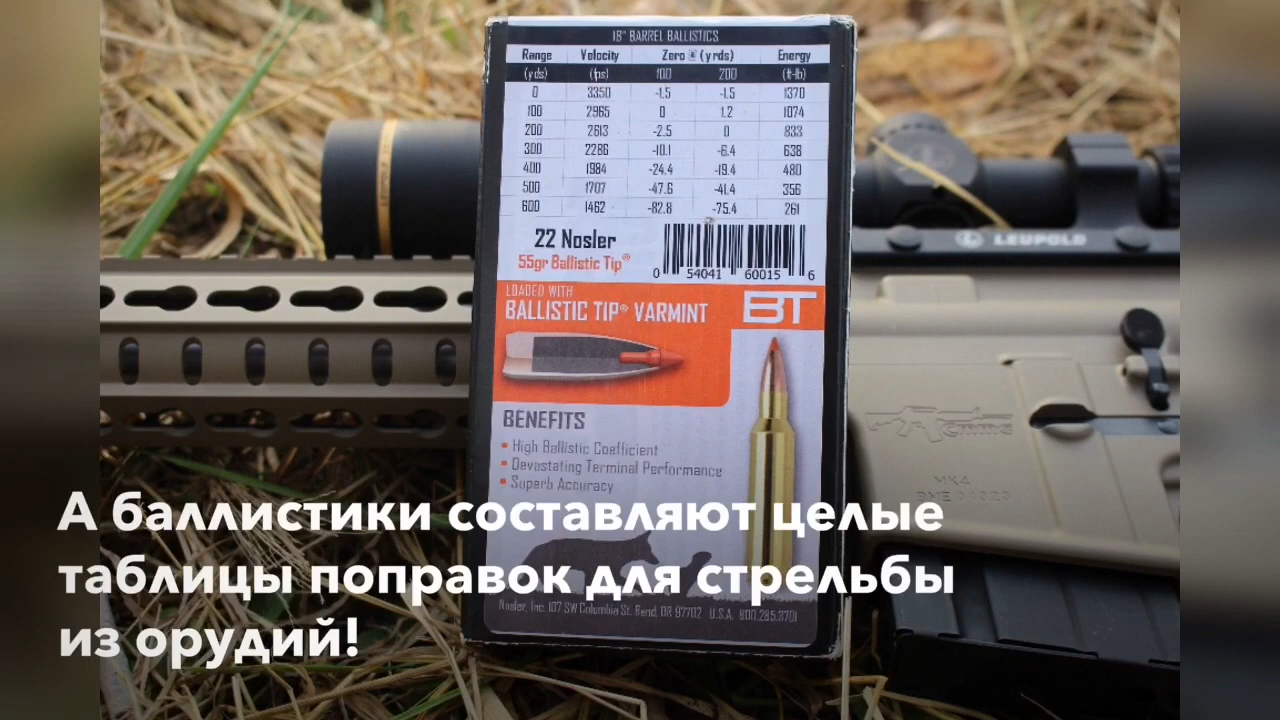 18" BARREL BALLISTICS
Range Velocity Zero @ (yrds) Energy
(yds) (fps) 100 200 (ft-lb)
0 3350 -1.5 -1.5 1370
100 2965 0 1.2 1074
200 2613 -2.5 0 833
300 2286 -10.1 -6.4 638
400 1984 -24.4 -19.4 480
500 1707 -47.6 -41.4 356
600 1462 -82.8 -75.4 261
22 Nosler
55gr Ballistic Tip®
0 54041 60015 6
LOADED WITH
BALLISTIC TIP® VARMINT
BT
BENEFITS
• High Ballistic Coefficient
• Devastating Terminal Performance
• Superb Accuracy
Nosler, Inc. 107 SW Columbia St. Bend, OR 97702 U.S.A. 800.285.3701
LEUPOLD
MK4
А баллистики составляют целые
таблицы поправок для стрельбы
из орудий!